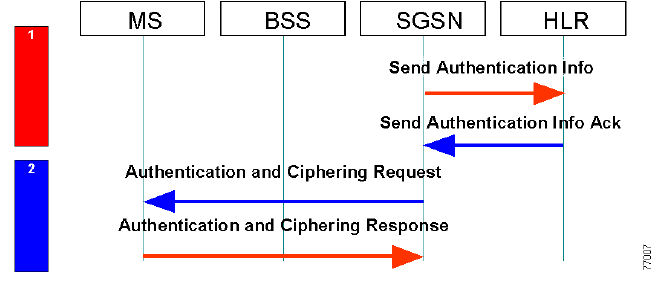 MS BSS SGSN HLR
1
Send Authentication Info
Send Authentication Info Ack
2
Authentication and Ciphering Request
Authentication and Ciphering Response
77007